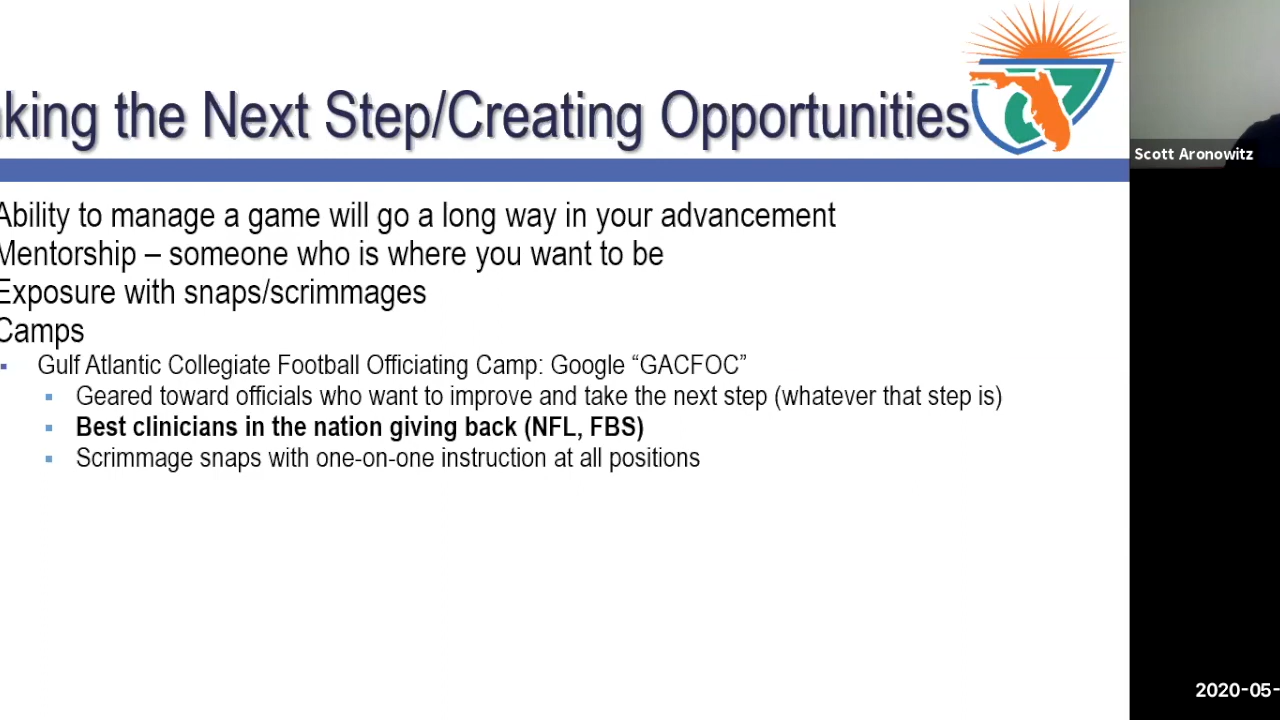 king the Next Step/Creating Opportunities
Ability to manage a game will go a long way in your advancement
Mentorship – someone who is where you want to be
Exposure with snaps/scrimmages
Camps
Gulf Atlantic Collegiate Football Officiating Camp: Google “GACFOC”
Geared toward officials who want to improve and take the next step (whatever that step is)
Best clinicians in the nation giving back (NFL, FBS)
Scrimmage snaps with one-on-one instruction at all positions
Scott Aronowitz
2020-05-